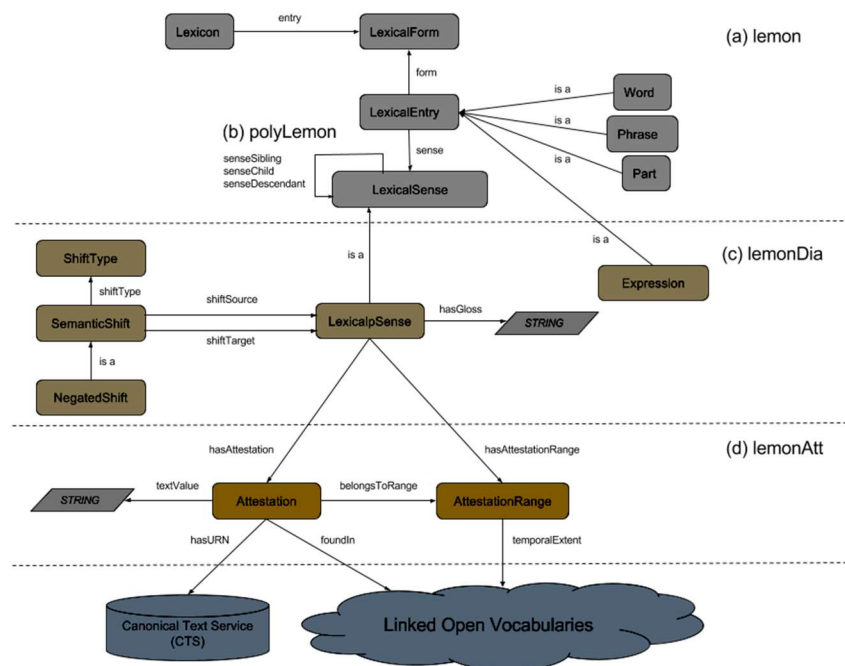 entry
Lexicon
LexicalForm
(a) lemon
form
is a
Word
LexicalEntry
is a
Phrase
(b) polyLemon
sense
is a
Part
senseSibling
senseChild
senseDescendant
LexicalSense
is a
is a
(c) lemonDia
ShiftType
Expression
shiftType
shiftSource
hasGloss
SemanticShift
LexicalpSense
STRING
shiftTarget
is a
NegatedShift
hasAttestation
hasAttestationRange
(d) lemonAtt
textValue
belongsToRange
STRING
Attestation
AttestationRange
hasURN
foundIn
temporalExtent
Canonical Text Service
(CTS)
Linked Open Vocabularies